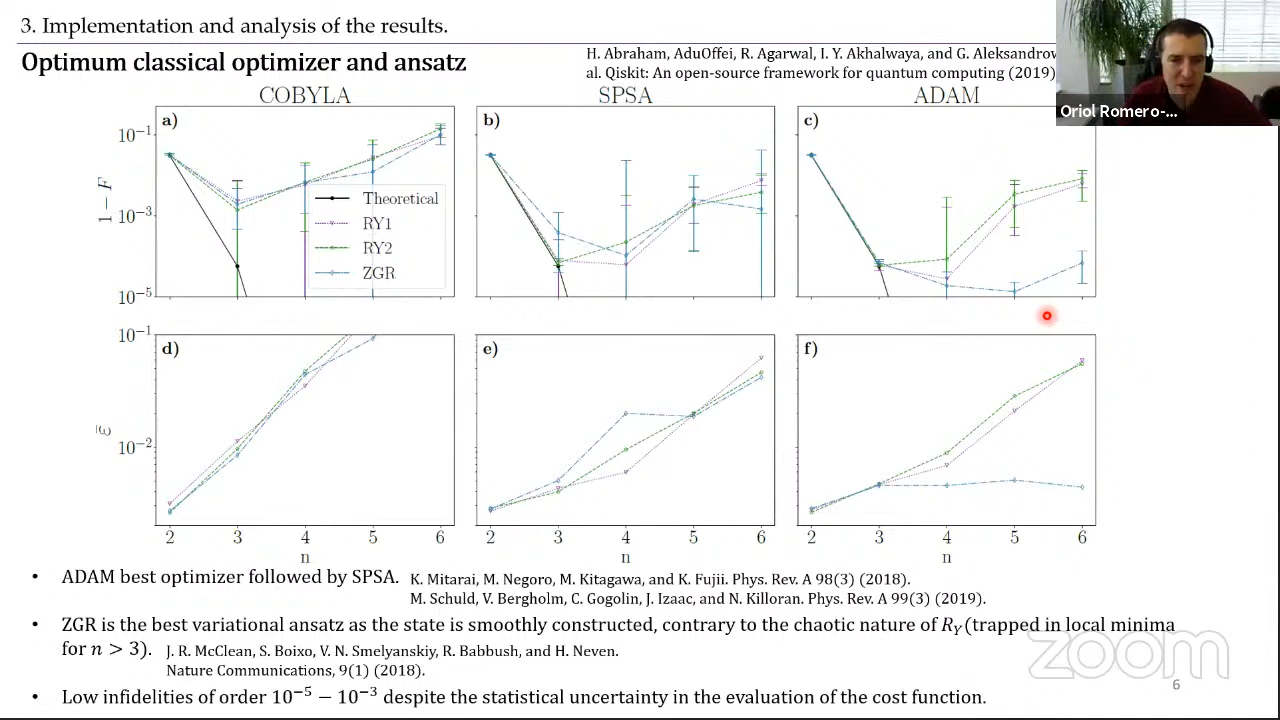 3. Implementation and analysis of the results.
Optimum classical optimizer and ansatz
H. Abraham, AduOffei, R. Agarwal, I. Y. Akhalwaya, and G. Aleksandrov
al. Qiskit: An open-source framework for quantum computing (2019)
Oriol Romero-...
COBYLA SPSA ADAM
a) b) c)
10⁻¹
1 − F
10⁻³
10⁻⁵
Theoretical
RY1
RY2
ZGR
d) e) f)
10⁻¹
ε̄
10⁻²
2 3 4 5 6 2 3 4 5 6 2 3 4 5 6
n n n
• ADAM best optimizer followed by SPSA. K. Mitarai, M. Negoro, M. Kitagawa, and K. Fujii. Phys. Rev. A 98(3) (2018).
M. Schuld, V. Bergholm, C. Gogolin, J. Izaac, and N. Killoran. Phys. Rev. A 99(3) (2019).
• ZGR is the best variational ansatz as the state is smoothly constructed, contrary to the chaotic nature of R_Y(trapped in local minima
for n > 3). J. R. McClean, S. Boixo, V. N. Smelyanskiy, R. Babbush, and H. Neven.
Nature Communications, 9(1) (2018).
• Low infidelities of order 10⁻⁵ − 10⁻³ despite the statistical uncertainty in the evaluation of the cost function.
zoom
6